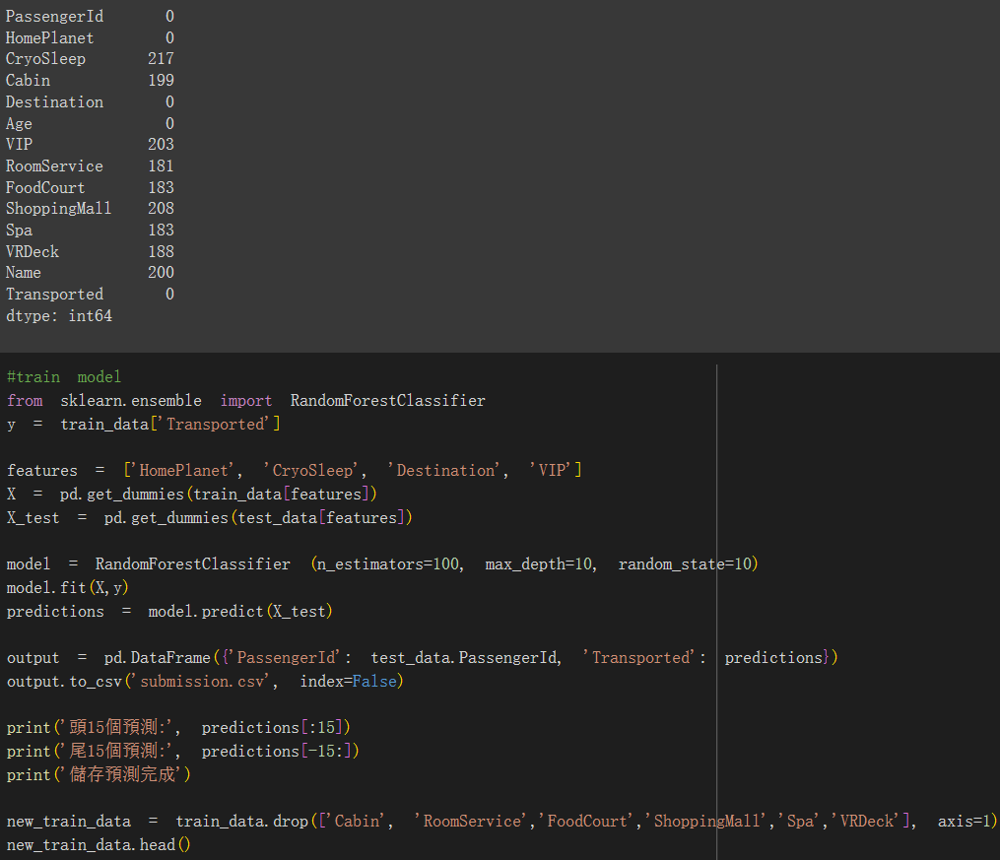 PassengerId 0
HomePlanet 0
CryoSleep 217
Cabin 199
Destination 0
Age 0
VIP 203
RoomService 181
FoodCourt 183
ShoppingMall 208
Spa 183
VRDeck 188
Name 200
Transported 0
dtype: int64
#train model
from sklearn.ensemble import RandomForestClassifier
y = train_data['Transported']
features = ['HomePlanet', 'CryoSleep', 'Destination', 'VIP']
X = pd.get_dummies(train_data[features])
X_test = pd.get_dummies(test_data[features])
model = RandomForestClassifier (n_estimators=100, max_depth=10, random_state=10)
model.fit(X,y)
predictions = model.predict(X_test)
output = pd.DataFrame({'PassengerId': test_data.PassengerId, 'Transported': predictions})
output.to_csv('submission.csv', index=False)
print('頭15個預測:', predictions[:15])
print('尾15個預測:', predictions[-15:])
print('儲存預測完成')
new_train_data = train_data.drop(['Cabin', 'RoomService','FoodCourt','ShoppingMall','Spa','VRDeck'], axis=1)
new_train_data.head()